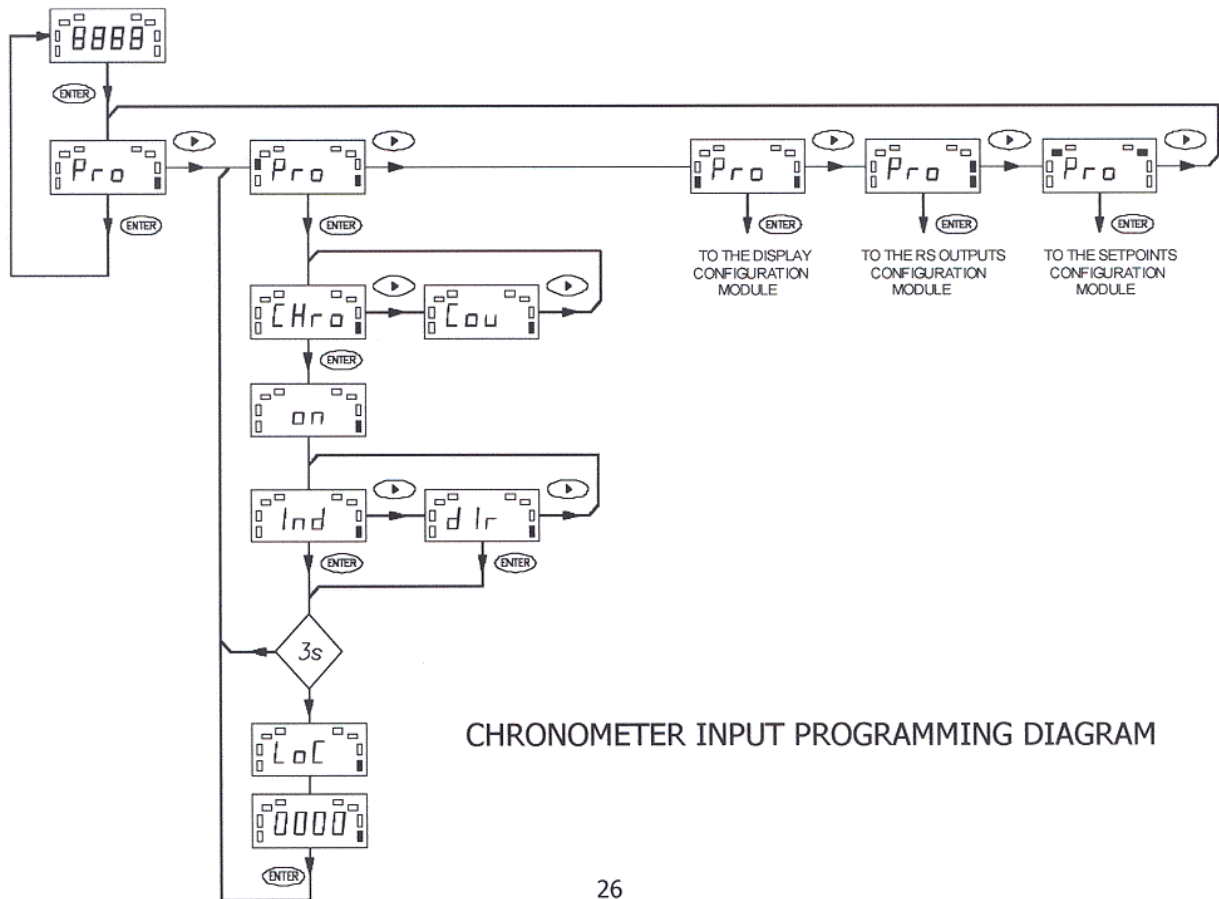 8888
ENTER
Pro
Pro
Pro
Pro
Pro
ENTER
ENTER
ENTER
ENTER
ENTER
TO THE DISPLAY
CONFIGURATION
MODULE
TO THE RS OUTPUTS
CONFIGURATION
MODULE
TO THE SETPOINTS
CONFIGURATION
MODULE
CHro
Cou
ENTER
on
Ind
dIr
ENTER
ENTER
3s
LoC
CHRONOMETER INPUT PROGRAMMING DIAGRAM
0000
ENTER
26